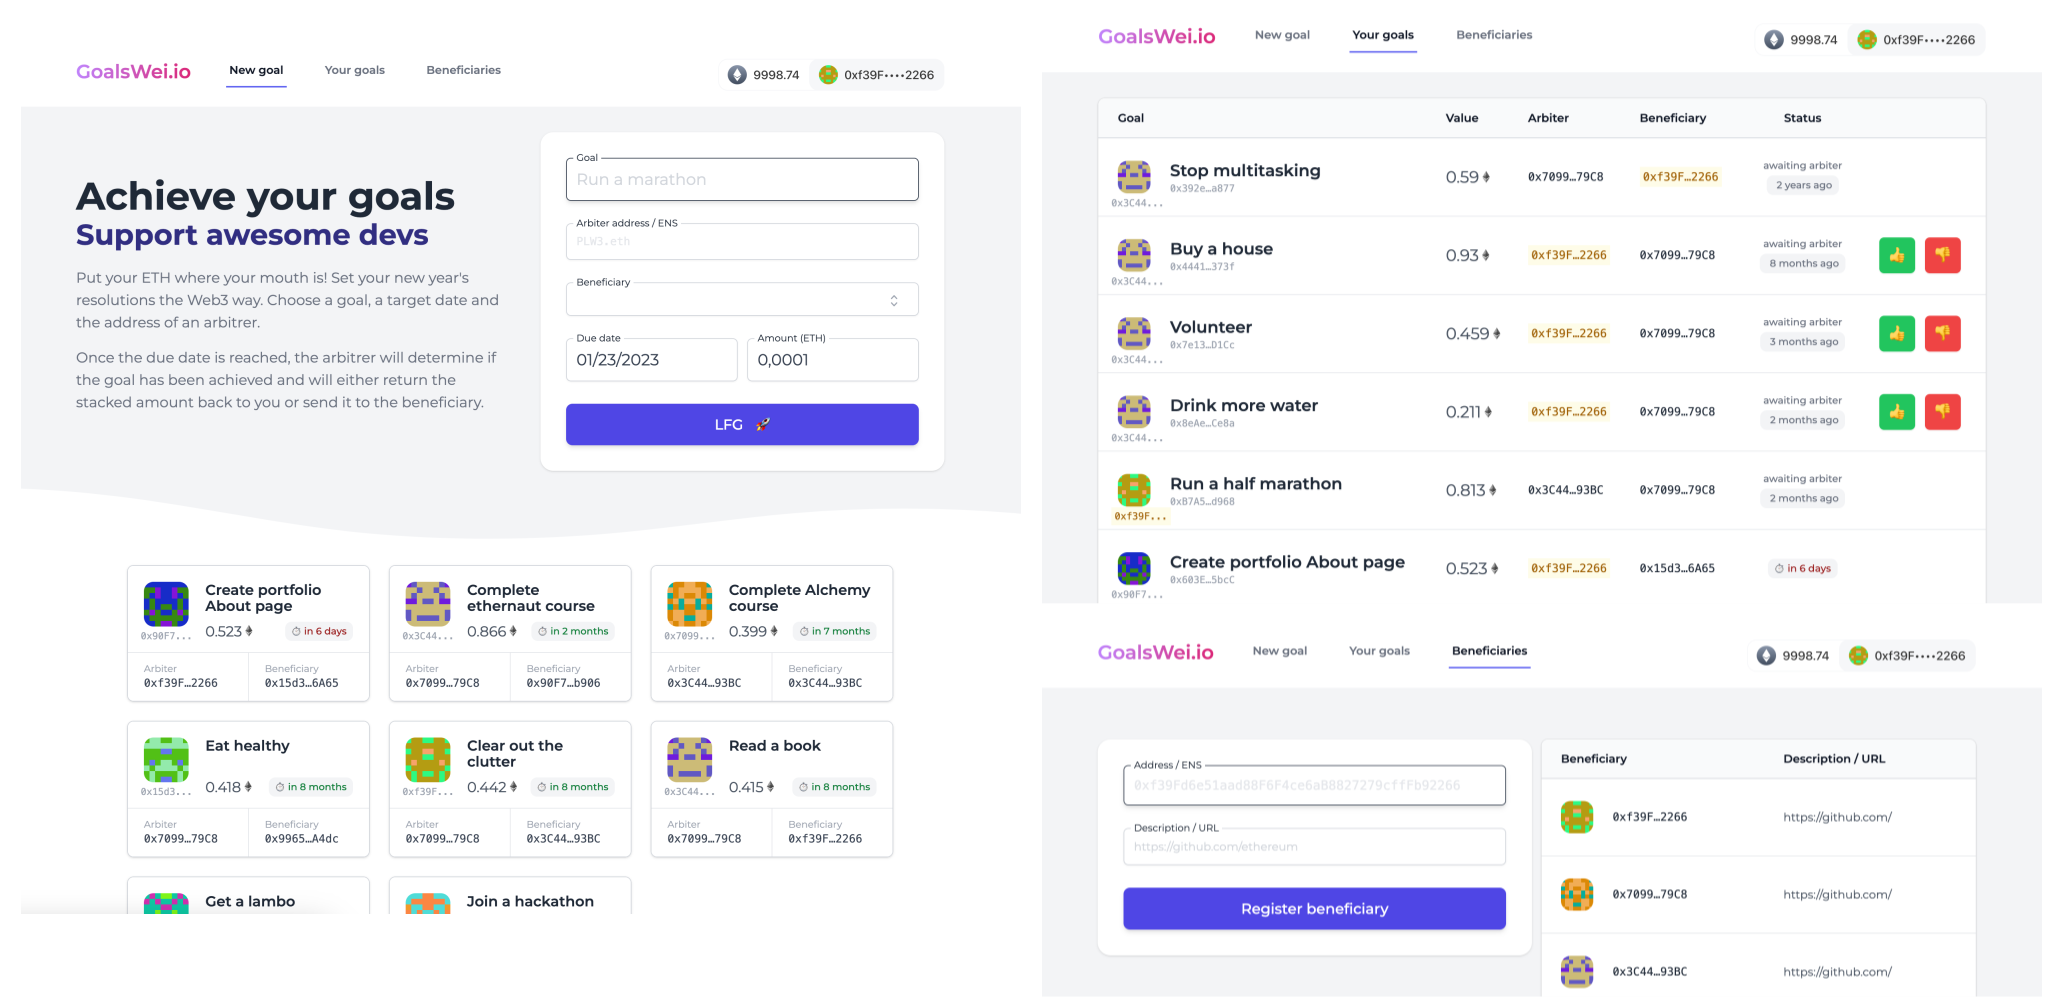 GoalsWei.io
New goal
Your goals
Beneficiaries
9998.74
0xf39F••••2266
Achieve your goals
Support awesome devs
Put your ETH where your mouth is! Set your new year's
resolutions the Web3 way. Choose a goal, a target date and
the address of an arbitrer.
Once the due date is reached, the arbitrer will determine if
the goal has been achieved and will either return the
stacked amount back to you or send it to the beneficiary.
Goal
Run a marathon
Arbiter address / ENS
PLW3.eth
Beneficiary
Due date
01/23/2023
Amount (ETH)
0,0001
LFG 🚀
Create portfolio
About page
0x90F7...
0.523
in 6 days
Arbiter
0xf39F…2266
Beneficiary
0x15d3…6A65
Complete
ethernaut course
0x3C44...
0.866
in 2 months
Arbiter
0x7099…79C8
Beneficiary
0x90F7…b906
Complete Alchemy
course
0x7099...
0.399
in 7 months
Arbiter
0x3C44…93BC
Beneficiary
0x3C44…93BC
Eat healthy
0x15d3...
0.418
in 8 months
Arbiter
0x7099…79C8
Beneficiary
0x9965…A4dc
Clear out the
clutter
0xf39F...
0.442
in 8 months
Arbiter
0x7099…79C8
Beneficiary
0x3C44…93BC
Read a book
0x3C44...
0.415
in 8 months
Arbiter
0x7099…79C8
Beneficiary
0xf39F…2266
Get a lambo
Join a hackathon
GoalsWei.io
New goal
Your goals
Beneficiaries
9998.74
0xf39F••••2266
Goal
Value
Arbiter
Beneficiary
Status
Stop multitasking
0x392e…a877
0x3C44...
0.59
0x7099…79C8
0xf39F…2266
awaiting arbiter
2 years ago
Buy a house
0x4441…373f
0x3C44...
0.93
0xf39F…2266
0x7099…79C8
awaiting arbiter
8 months ago
Volunteer
0x7e13…D1Cc
0x3C44...
0.459
0xf39F…2266
0x7099…79C8
awaiting arbiter
3 months ago
Drink more water
0x8eAe…Ce8a
0x3C44...
0.211
0xf39F…2266
0x7099…79C8
awaiting arbiter
2 months ago
Run a half marathon
0xB7A5…d968
0xf39F...
0.813
0x3C44…93BC
0x7099…79C8
awaiting arbiter
2 months ago
Create portfolio About page
0x603E…5bcC
0x90F7...
0.523
0xf39F…2266
0x15d3…6A65
in 6 days
GoalsWei.io
New goal
Your goals
Beneficiaries
9998.74
0xf39F••••2266
Address / ENS
0xf39Fd6e51aad88F6F4ce6aB8827279cffFb92266
Description / URL
https://github.com/ethereum
Register beneficiary
Beneficiary
Description / URL
0xf39F…2266
https://github.com/
0x7099…79C8
https://github.com/
0x3C44…93BC
https://github.com/